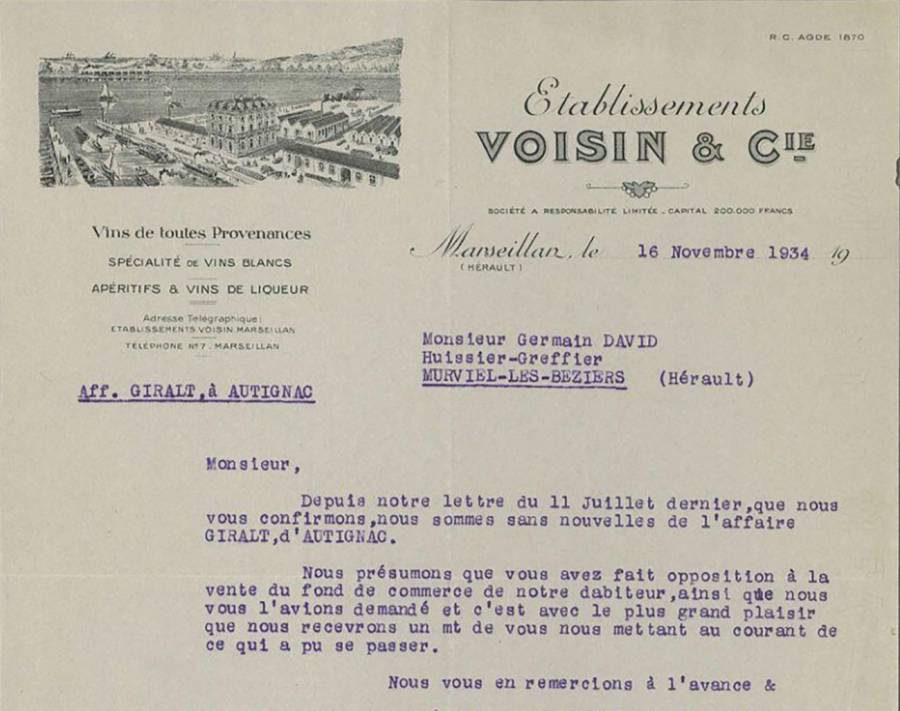 R.C. AGDE 1870
Etablissements
VOISIN & CIE
SOCIÉTÉ A RESPONSABILITÉ LIMITÉE _ CAPITAL 200.000 FRANCS
Vins de toutes Provenances
SPÉCIALITÉ DE VINS BLANCS
APÉRITIFS & VINS DE LIQUEUR
Adresse Télégraphique:
ETABLISSEMENTS VOISIN.MARSEILLAN
TÉLÉPHONE Nº 7. MARSEILLAN
Marseillan, le 16 Novembre 1934 19
(HÉRAULT)
Monsieur Germain DAVID
Huissier-Greffier
MURVIEL-LES-BEZIERS (Hérault)
Aff. GIRALT,à AUTIGNAC
Monsieur,
Depuis notre lettre du 11 Juillet dernier,que nous
vous confirmons,nous sommes sans nouvelles de l'affaire
GIRALT,d'AUTIGNAC.
Nous présumons que vous avez fait opposition à la
vente du fond de commerce de notre dabiteur,ainsi que nous
vous l'avions demandé et c'est avec le plus grand plaisir
que nous recevrons un mt de vous nous mettant au courant de
ce qui a pu se passer.
Nous vous en remercions à l'avance &